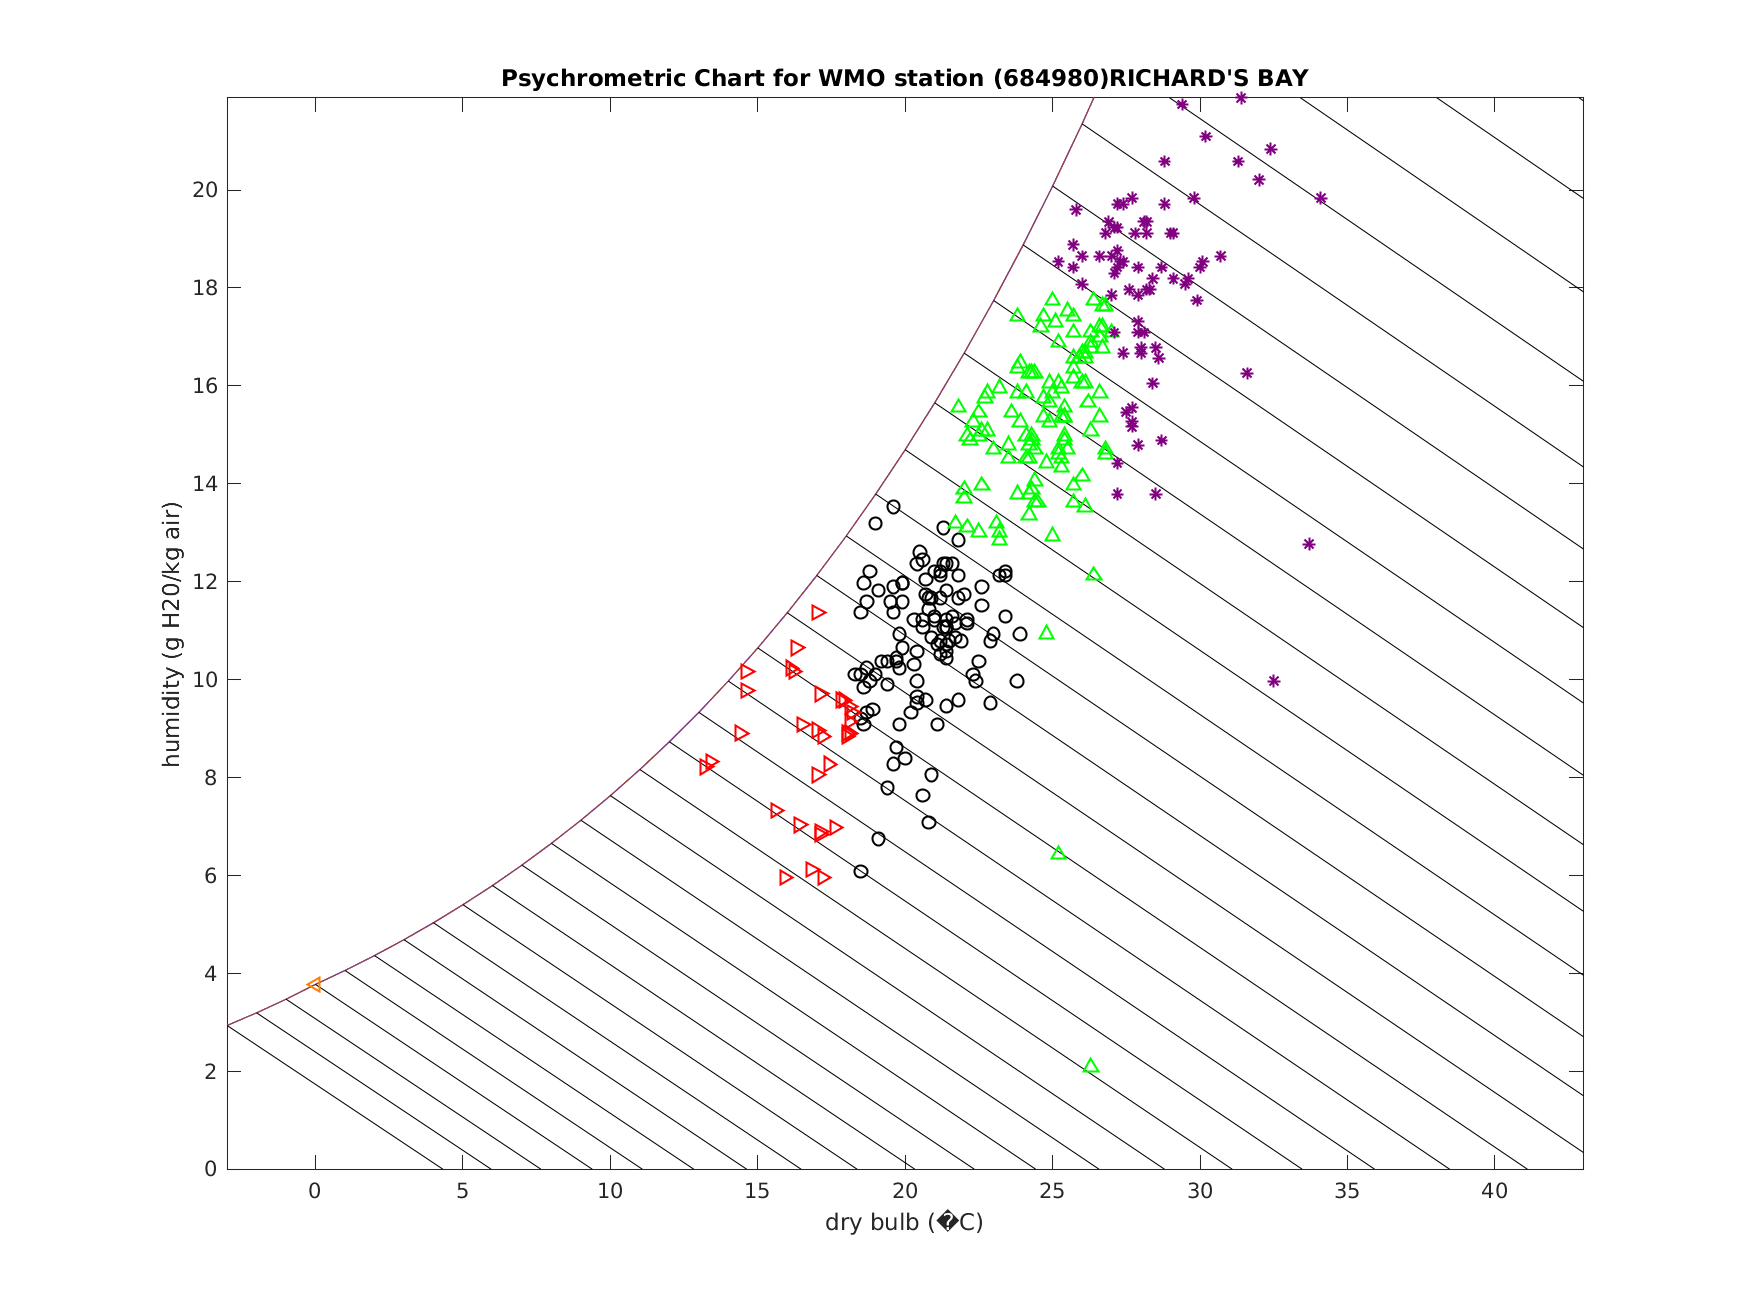 Psychrometric Chart for WMO station (684980)RICHARD'S BAY
humidity (g H20/kg air)
20
18
16
14
12
10
8
6
4
2
0
0 5 10 15 20 25 30 35 40
dry bulb (�C)